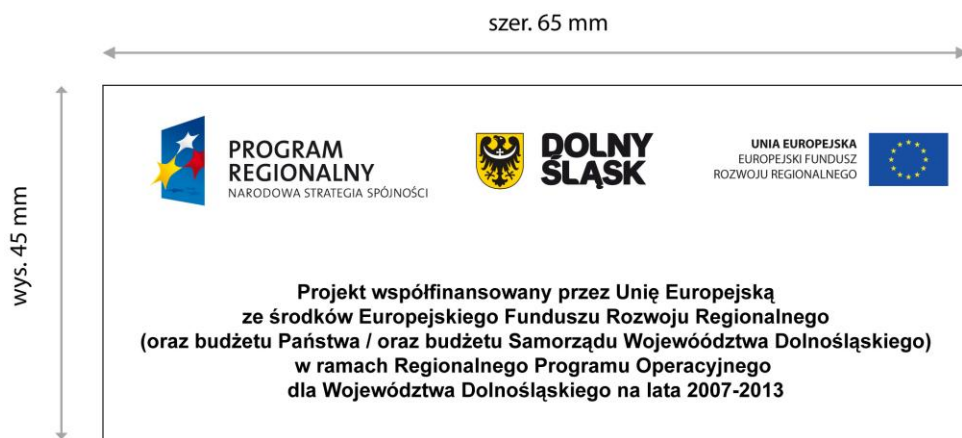 szer. 65 mm
wys. 45 mm
PROGRAM
REGIONALNY
NARODOWA STRATEGIA SPÓJNOŚCI
DOLNY
ŚLĄSK
UNIA EUROPEJSKA
EUROPEJSKI FUNDUSZ
ROZWOJU REGIONALNEGO
Projekt współfinansowany przez Unię Europejską
ze środków Europejskiego Funduszu Rozwoju Regionalnego
(oraz budżetu Państwa / oraz budżetu Samorządu Wojewóództwa Dolnośląskiego)
w ramach Regionalnego Programu Operacyjnego
dla Województwa Dolnośląskiego na lata 2007-2013